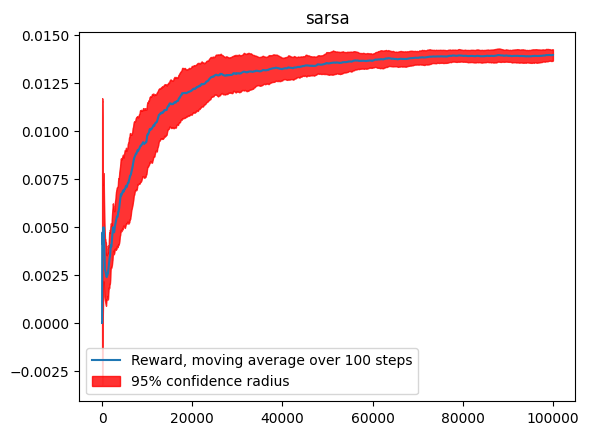 sarsa
0.0150
0.0125
0.0100
0.0075
0.0050
0.0025
0.0000
−0.0025
Reward, moving average over 100 steps
95% confidence radius
0 20000 40000 60000 80000 100000